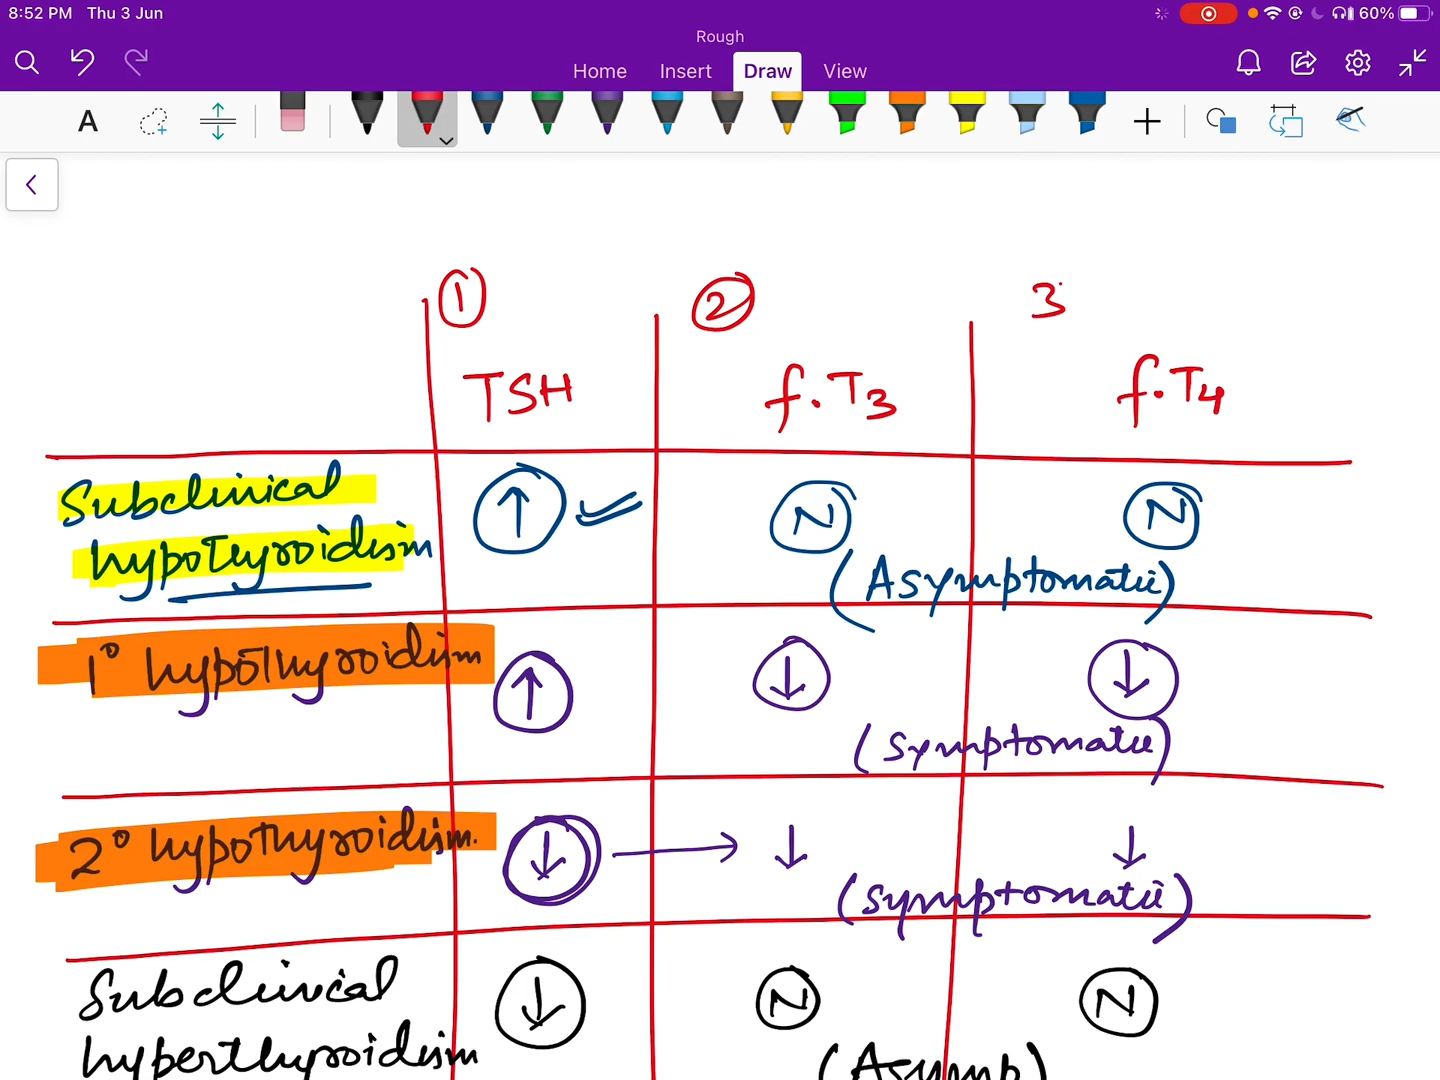 8:52 PM Thu 3 Jun
60%
Rough
Home Insert Draw View
A
1 2 3
TSH f.T3 f.T4
Subclinical
hypothyroidism
↑ N N
(Asymptomatic)
1° hypothyroidism
↑ ↓ ↓
(Symptomatic)
2° hypothyroidism.
↓ → ↓ ↓
(Symptomatic)
Subclinical
hyperthyroidism
↓ N N
(Asymp)